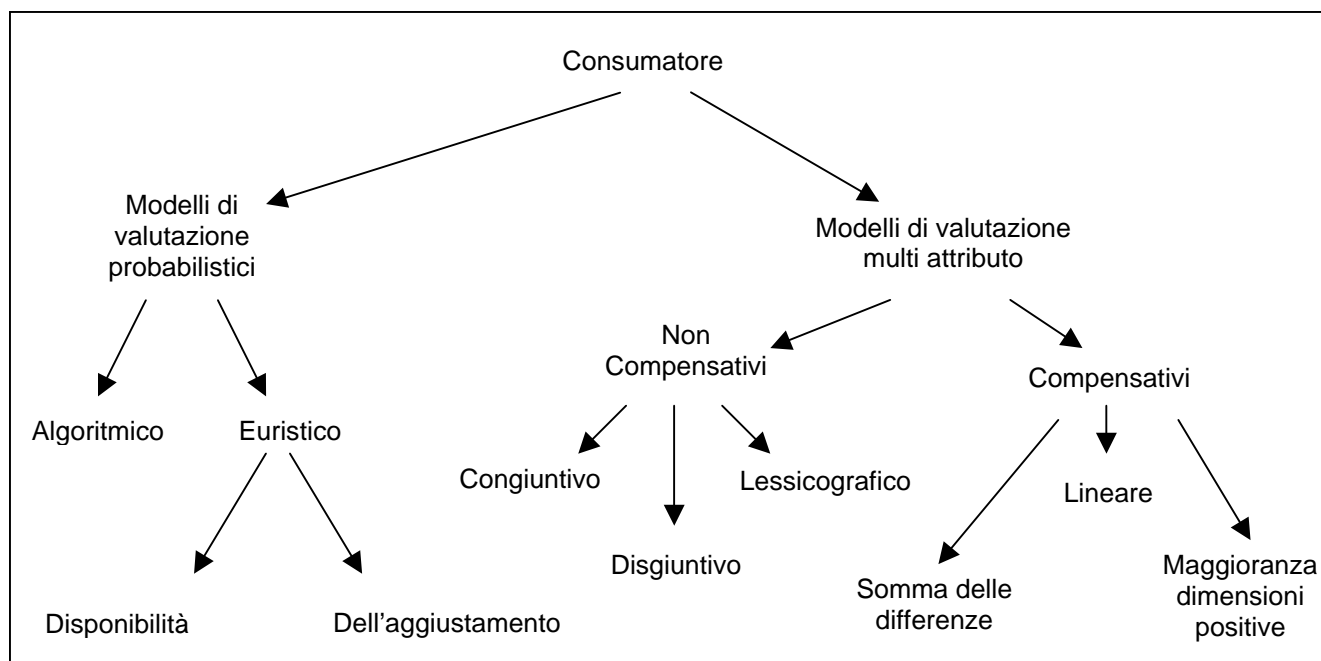 Consumatore
Modelli di
valutazione
probabilistici
Modelli di valutazione
multi attributo
Non
Compensativi
Compensativi
Algoritmico
Euristico
Congiuntivo
Lessicografico
Lineare
Disgiuntivo
Somma delle
differenze
Maggioranza
dimensioni
positive
Disponibilità
Dell'aggiustamento